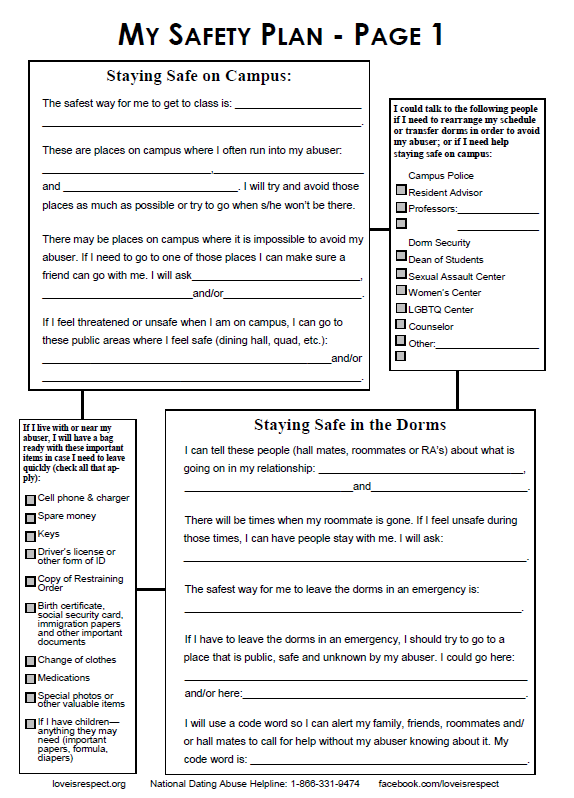 MY SAFETY PLAN - PAGE 1
Staying Safe on Campus:
The safest way for me to get to class is: _____________________
_____________________________________________________.
These are places on campus where I often run into my abuser:
____________________________,_________________________
and _____________________________. I will try and avoid those
places as much as possible or try to go when s/he won't be there.
There may be places on campus where it is impossible to avoid my
abuser. If I need to go to one of those places I can make sure a
friend can go with me. I will ask____________________________,
_________________________and/or_______________________.
If I feel threatened or unsafe when I am on campus, I can go to
these public areas where I feel safe (dining hall, quad, etc.):
________________________________________________and/or
_____________________________________________________.
I could talk to the following people
if I need to rearrange my schedule
or transfer dorms in order to avoid
my abuser; or if I need help
staying safe on campus:
Campus Police
Resident Advisor
Professors:______________
______________
Dorm Security
Dean of Students
Sexual Assault Center
Women's Center
LGBTQ Center
Counselor
Other:_________________
If I live with or near my
abuser, I will have a bag
ready with these important
items in case I need to leave
quickly (check all that ap-
ply):
Cell phone & charger
Spare money
Keys
Driver's license or
other form of ID
Copy of Restraining
Order
Birth certificate,
social security card,
immigration papers
and other important
documents
Change of clothes
Medications
Special photos or
other valuable items
If I have children—
anything they may
need (important
papers, formula,
diapers)
Staying Safe in the Dorms
I can tell these people (hall mates, roommates or RA's) about what is
going on in my relationship: __________________________________,
____________________________and__________________________.
There will be times when my roommate is gone. If I feel unsafe during
those times, I can have people stay with me. I will ask:
_________________________________________________________.
The safest way for me to leave the dorms in an emergency is:
________________________________________________________.
If I have to leave the dorms in an emergency, I should try to go to a
place that is public, safe and unknown by my abuser. I could go here:
_________________________________________________________
and/or here:_______________________________________________.
I will use a code word so I can alert my family, friends, roommates and/
or hall mates to call for help without my abuser knowing about it. My
code word is: _______________________________________________.
loveisrespect.org National Dating Abuse Helpline: 1-866-331-9474 facebook.com/loveisrespect